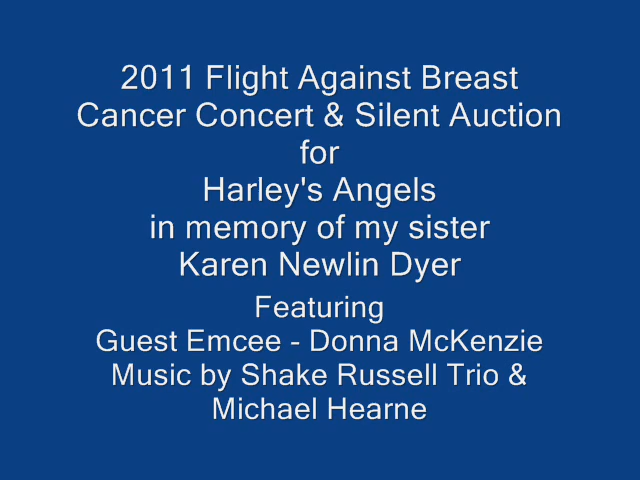 2011 Flight Against Breast
Cancer Concert & Silent Auction
for
Harley's Angels
in memory of my sister
Karen Newlin Dyer
Featuring
Guest Emcee - Donna McKenzie
Music by Shake Russell Trio &
Michael Hearne